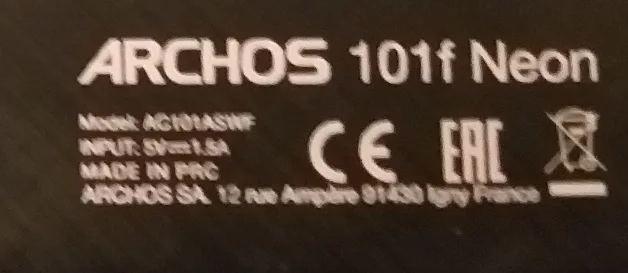 ARCHOS 101f Neon
Model: AC101ASWF
INPUT: 5V⎓1.5A
MADE IN PRC
CE EAC
ARCHOS SA. 12 rue Ampère 91430 Igny France